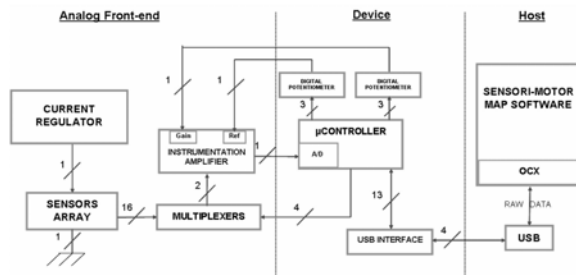 Analog Front-end
Device
Host
1
1
DIGITAL
POTENTIOMETER
DIGITAL
POTENTIOMETER
3
3
CURRENT
REGULATOR
SENSORI-MOTOR
MAP SOFTWARE
Gain
Ref
INSTRUMENTATION
AMPLIFIER
1
µCONTROLLER
A/D
OCX
1
2
13
SENSORS
ARRAY
16
MULTIPLEXERS
4
RAW DATA
1
USB INTERFACE
4
USB